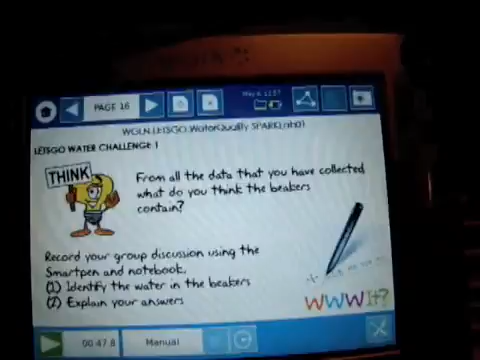 PAGE 16
WGLN.LETSGO.WaterQuality SPARKLab01
LETSGO WATER CHALLENGE 1
THINK
From all the data that you have collected,
what do you think the beakers
contain?
Record your group discussion using the
Smartpen and notebook.
(1) Identify the water in the beakers
(2) Explain your answers
WWWIt?
00:47.8
Manual